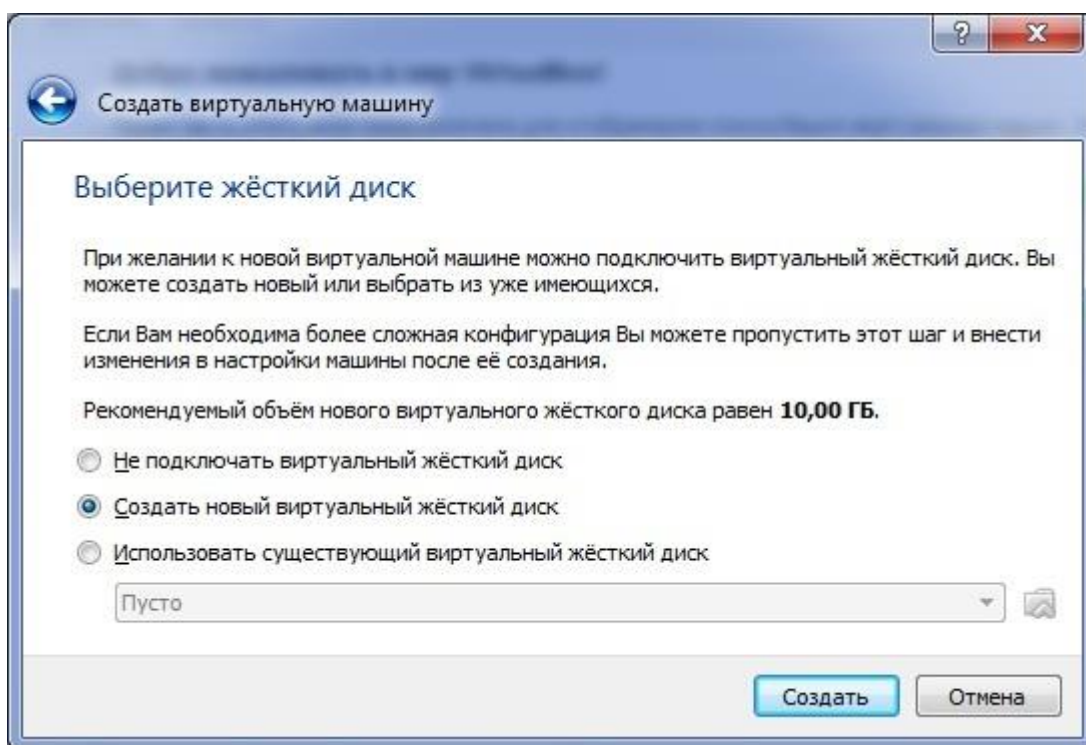 Создать виртуальную машину
Выберите жёсткий диск
При желании к новой виртуальной машине можно подключить виртуальный жёсткий диск. Вы
можете создать новый или выбрать из уже имеющихся.
Если Вам необходима более сложная конфигурация Вы можете пропустить этот шаг и внести
изменения в настройки машины после её создания.
Рекомендуемый объём нового виртуального жёсткого диска равен 10,00 ГБ.
Не подключать виртуальный жёсткий диск
Создать новый виртуальный жёсткий диск
Использовать существующий виртуальный жёсткий диск
Пусто
Создать Отмена